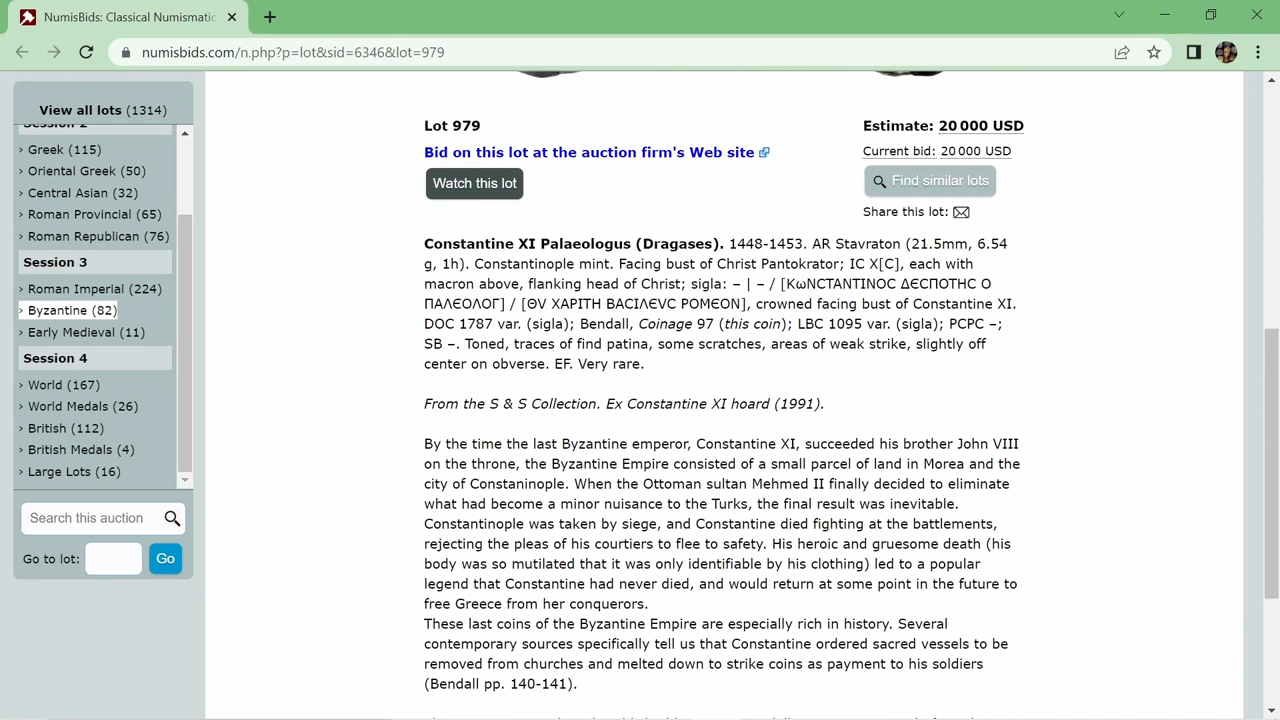 NumisBids: Classical Numismatic
numisbids.com/n.php?p=lot&sid=6346&lot=979
View all lots (1314)
Session 2
› Greek (115)
› Oriental Greek (50)
› Central Asian (32)
› Roman Provincial (65)
› Roman Republican (76)
Session 3
› Roman Imperial (224)
› Byzantine (82)
› Early Medieval (11)
Session 4
› World (167)
› World Medals (26)
› British (112)
› British Medals (4)
› Large Lots (16)
Search this auction
Go to lot:
Go
Lot 979
Bid on this lot at the auction firm's Web site
Watch this lot
Estimate: 20 000 USD
Current bid: 20 000 USD
Find similar lots
Share this lot:
Constantine XI Palaeologus (Dragases). 1448-1453. AR Stavraton (21.5mm, 6.54
g, 1h). Constantinople mint. Facing bust of Christ Pantokrator; IC X[C], each with
macron above, flanking head of Christ; sigla: – | – / [KωNCTANTINOC ΔЄCΠOTHC O
ΠAΛЄOΛOΓ] / [ΘV XAPITH BACIΛЄVC POMЄON], crowned facing bust of Constantine XI.
DOC 1787 var. (sigla); Bendall, Coinage 97 (this coin); LBC 1095 var. (sigla); PCPC –;
SB –. Toned, traces of find patina, some scratches, areas of weak strike, slightly off
center on obverse. EF. Very rare.
From the S & S Collection. Ex Constantine XI hoard (1991).
By the time the last Byzantine emperor, Constantine XI, succeeded his brother John VIII
on the throne, the Byzantine Empire consisted of a small parcel of land in Morea and the
city of Constaninople. When the Ottoman sultan Mehmed II finally decided to eliminate
what had become a minor nuisance to the Turks, the final result was inevitable.
Constantinople was taken by siege, and Constantine died fighting at the battlements,
rejecting the pleas of his courtiers to flee to safety. His heroic and gruesome death (his
body was so mutilated that it was only identifiable by his clothing) led to a popular
legend that Constantine had never died, and would return at some point in the future to
free Greece from her conquerors.
These last coins of the Byzantine Empire are especially rich in history. Several
contemporary sources specifically tell us that Constantine ordered sacred vessels to be
removed from churches and melted down to strike coins as payment to his soldiers
(Bendall pp. 140-141).